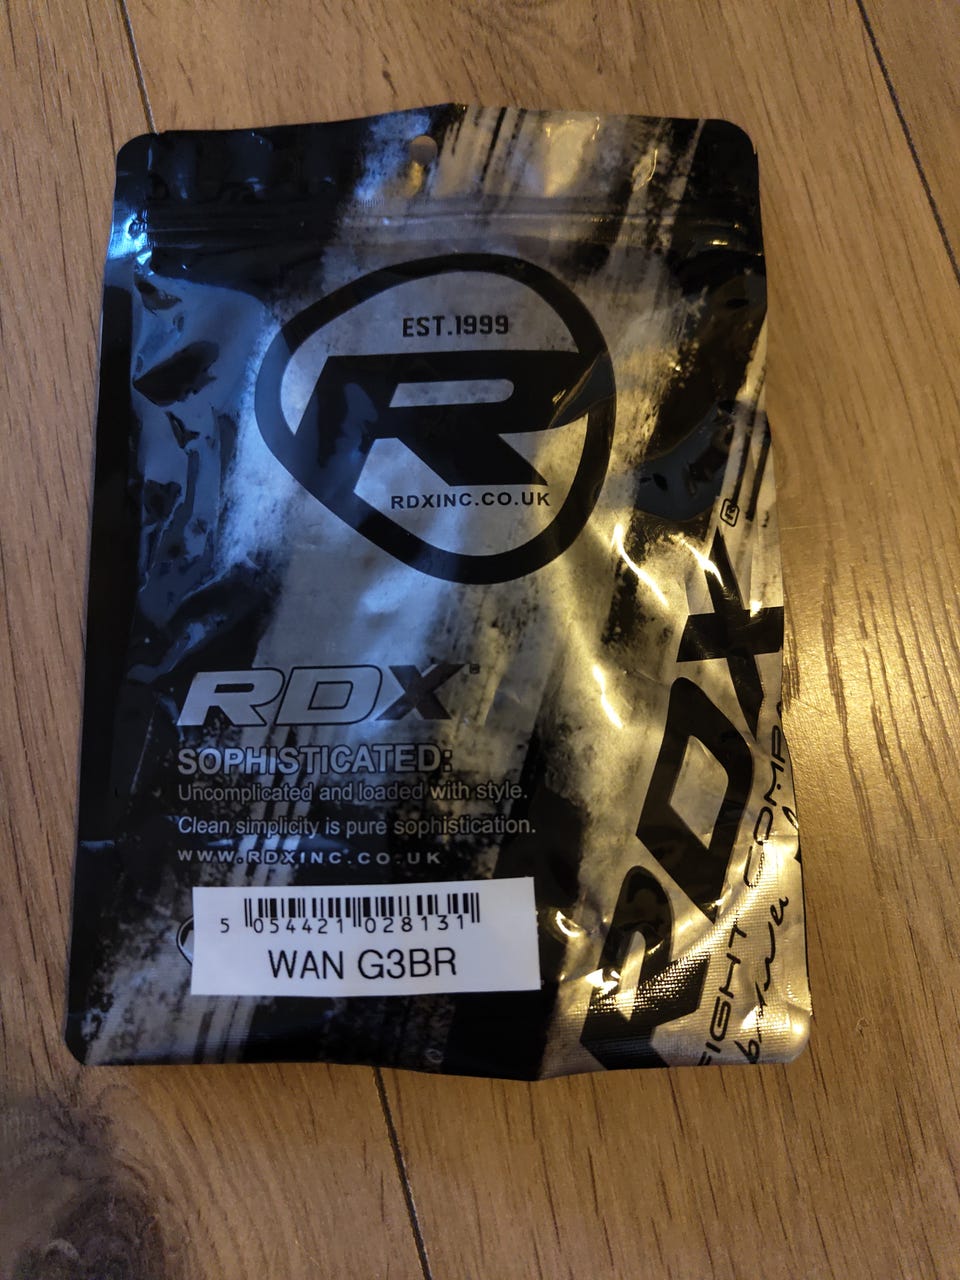 EST.1999
R
RDXINC.CO.UK
RDX®
RDX
SOPHISTICATED:
Uncomplicated and loaded with style.
Clean simplicity is pure sophistication.
WWW.RDXINC.CO.UK
5 054421 028131
WAN G3BR
FIGHT COMP